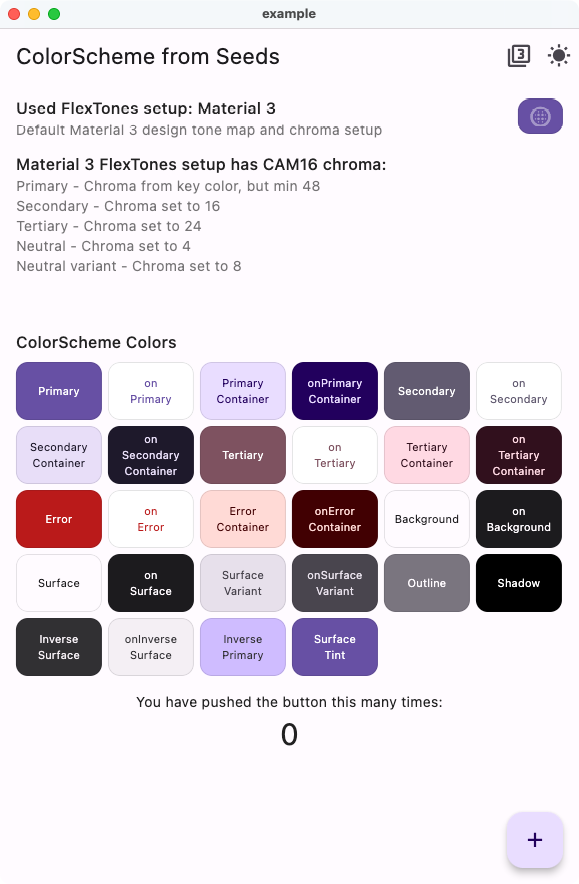 example
ColorScheme from Seeds
3
Used FlexTones setup: Material 3
Default Material 3 design tone map and chroma setup
Material 3 FlexTones setup has CAM16 chroma:
Primary - Chroma from key color, but min 48
Secondary - Chroma set to 16
Tertiary - Chroma set to 24
Neutral - Chroma set to 4
Neutral variant - Chroma set to 8
ColorScheme Colors
Primary
on
Primary
Primary
Container
onPrimary
Container
Secondary
on
Secondary
Secondary
Container
on
Secondary
Container
Tertiary
on
Tertiary
Tertiary
Container
on
Tertiary
Container
Error
on
Error
Error
Container
onError
Container
Background
on
Background
Surface
on
Surface
Surface
Variant
onSurface
Variant
Outline
Shadow
Inverse
Surface
onInverse
Surface
Inverse
Primary
Surface
Tint
You have pushed the button this many times:
0
+